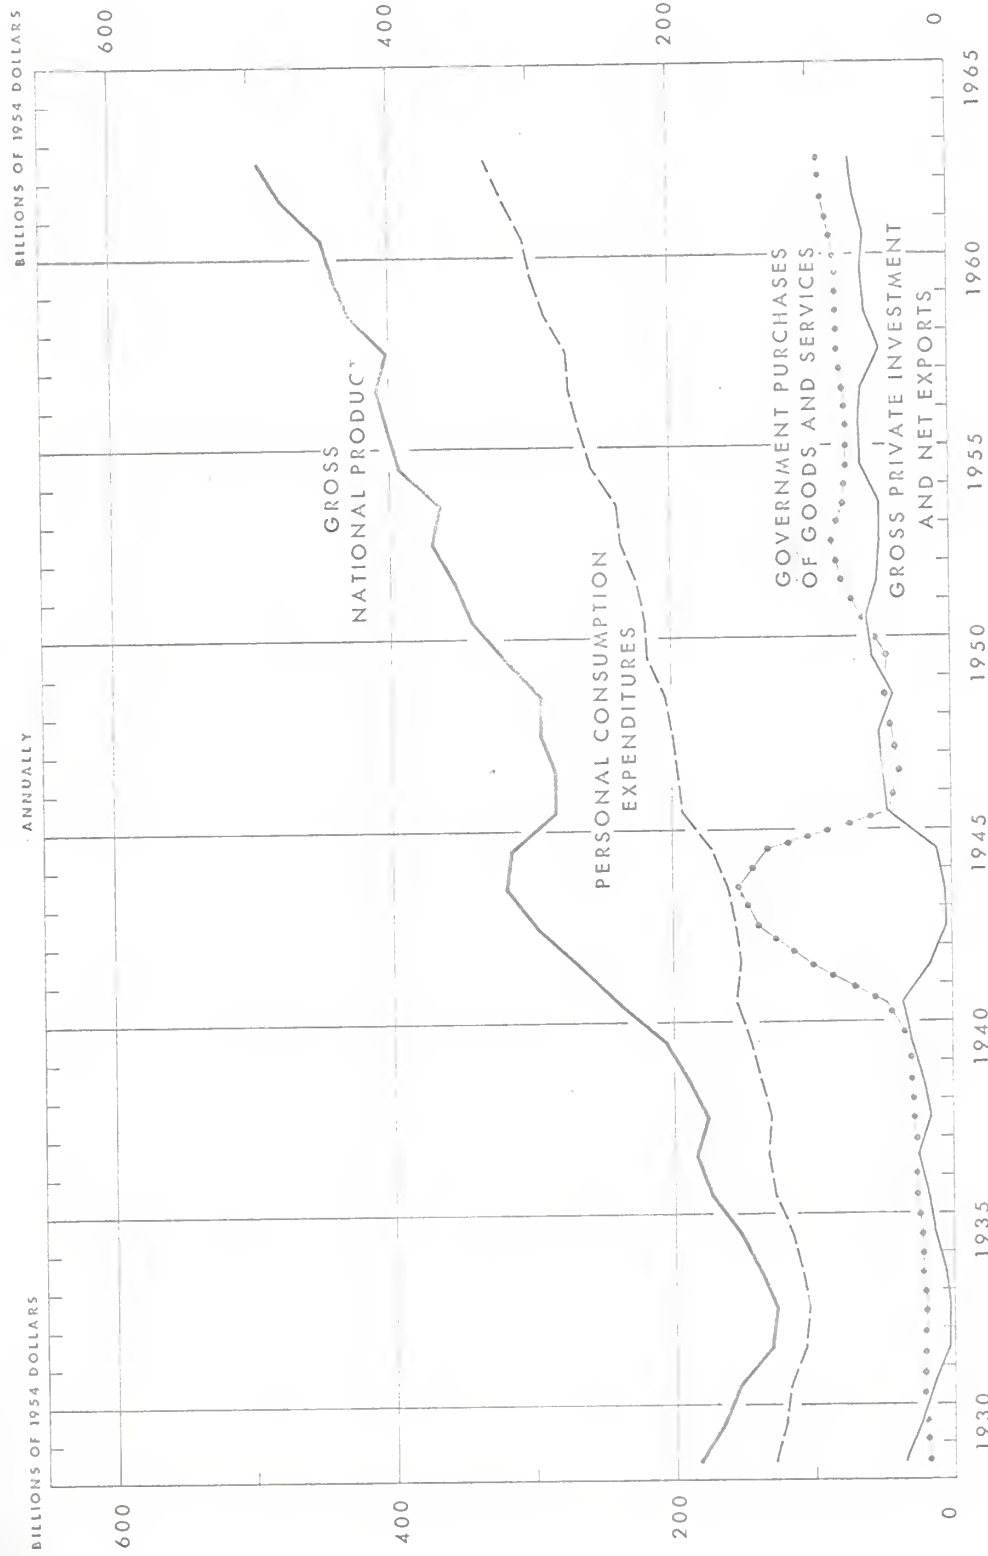 ANNUALLY
BILLIONS OF 1954 DOLLARS
BILLIONS OF 1954 DOLLARS
600
600
GROSS
NATIONAL PRODUCT
400
400
PERSONAL CONSUMPTION
EXPENDITURES
200
200
GOVERNMENT PURCHASES
OF GOODS AND SERVICES
GROSS PRIVATE INVESTMENT
AND NET EXPORTS
0
0
1930
1935
1940
1945
1950
1955
1960
1965